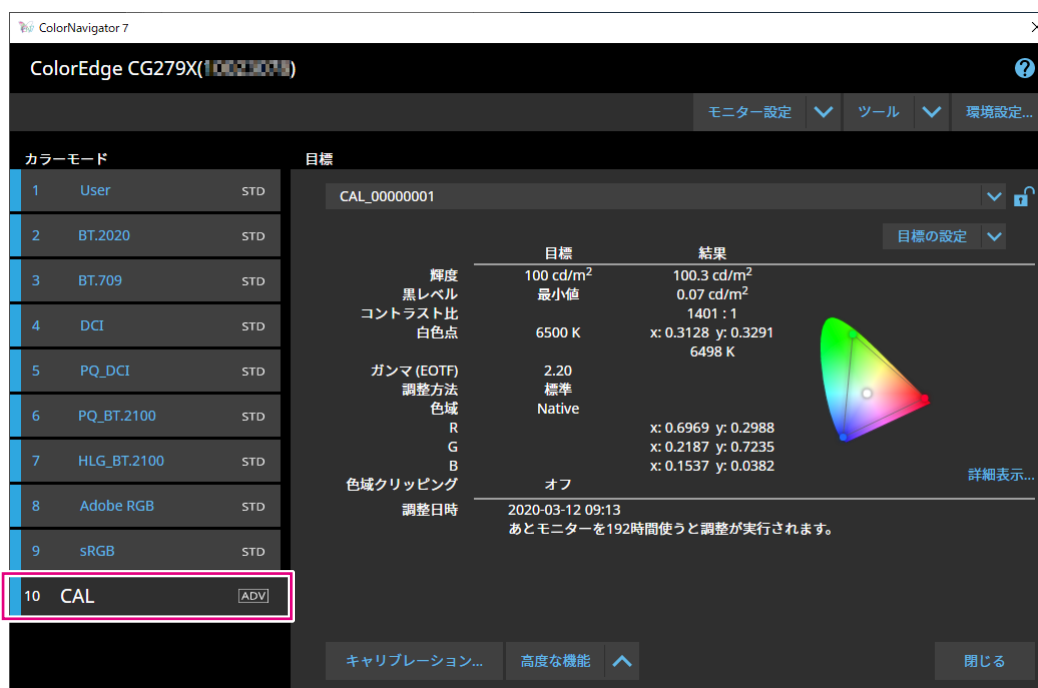 ColorNavigator 7
ColorEdge CG279X( )
モニター設定 ツール 環境設定...
カラーモード
1 User STD
2 BT.2020 STD
3 BT.709 STD
4 DCI STD
5 PQ_DCI STD
6 PQ_BT.2100 STD
7 HLG_BT.2100 STD
8 Adobe RGB STD
9 sRGB STD
10 CAL ADV
目標
CAL_00000001
目標の設定
目標 結果
輝度 100 cd/m² 100.3 cd/m²
黒レベル 最小値 0.07 cd/m²
コントラスト比 1401 : 1
白色点 6500 K x: 0.3128 y: 0.3291
6498 K
ガンマ (EOTF) 2.20
調整方法 標準
色域 Native
R x: 0.6969 y: 0.2988
G x: 0.2187 y: 0.7235
B x: 0.1537 y: 0.0382
色域クリッピング オフ
詳細表示...
調整日時 2020-03-12 09:13
あとモニターを192時間使うと調整が実行されます。
キャリブレーション... 高度な機能 閉じる